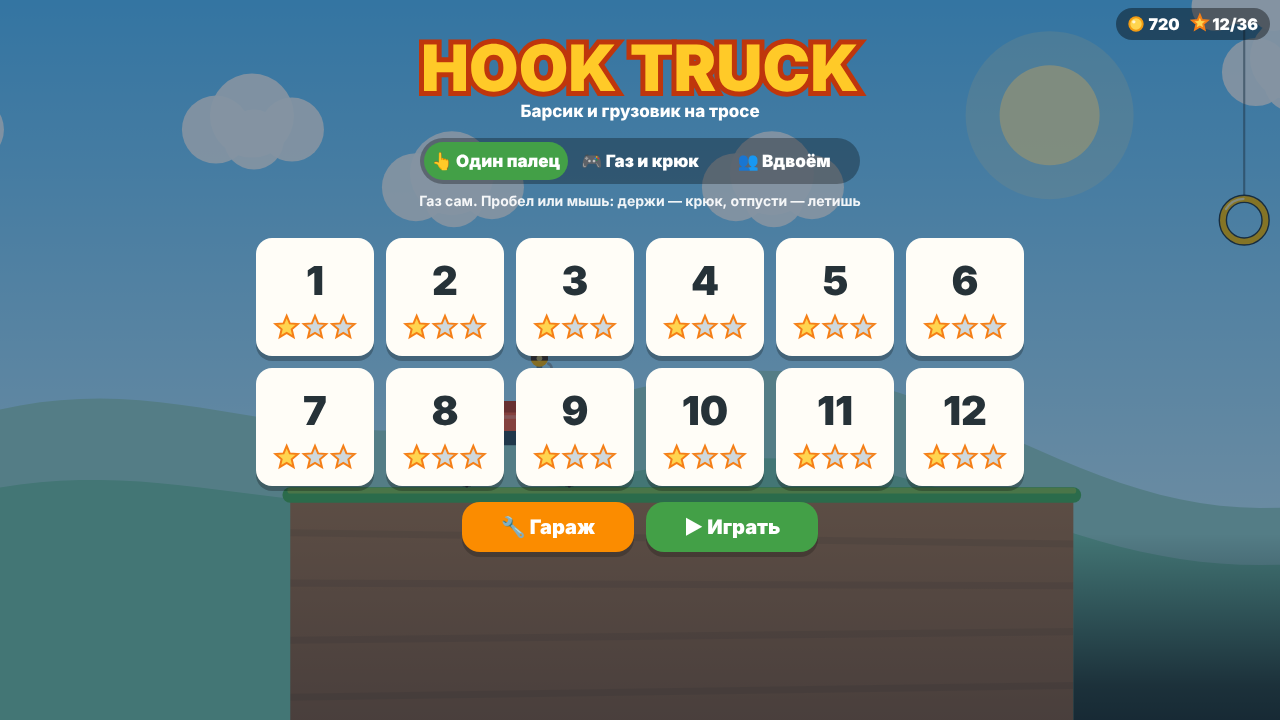 720 12/36
HOOK TRUCK
Барсик и грузовик на тросе
Один палец Газ и крюк Вдвоём
Газ сам. Пробел или мышь: держи — крюк, отпусти — летишь
1 2 3 4 5 6
7 8 9 10 11 12
Гараж Играть